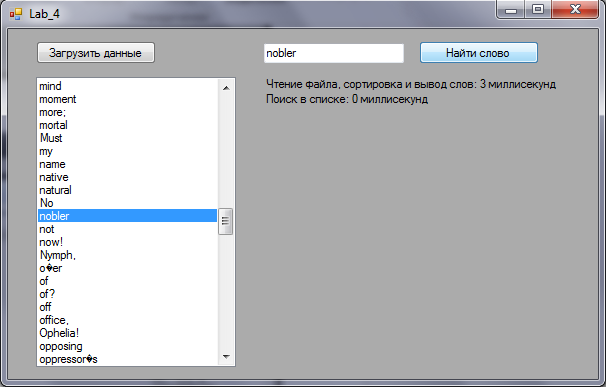 Lab_4
Загрузить данные
nobler
Найти слово
Чтение файла, сортировка и вывод слов: 3 миллисекунд
Поиск в списке: 0 миллисекунд
mind
moment
more;
mortal
Must
my
name
native
natural
No
nobler
not
now!
Nymph,
o�er
of
of?
off
office,
Ophelia!
opposing
oppressor�s